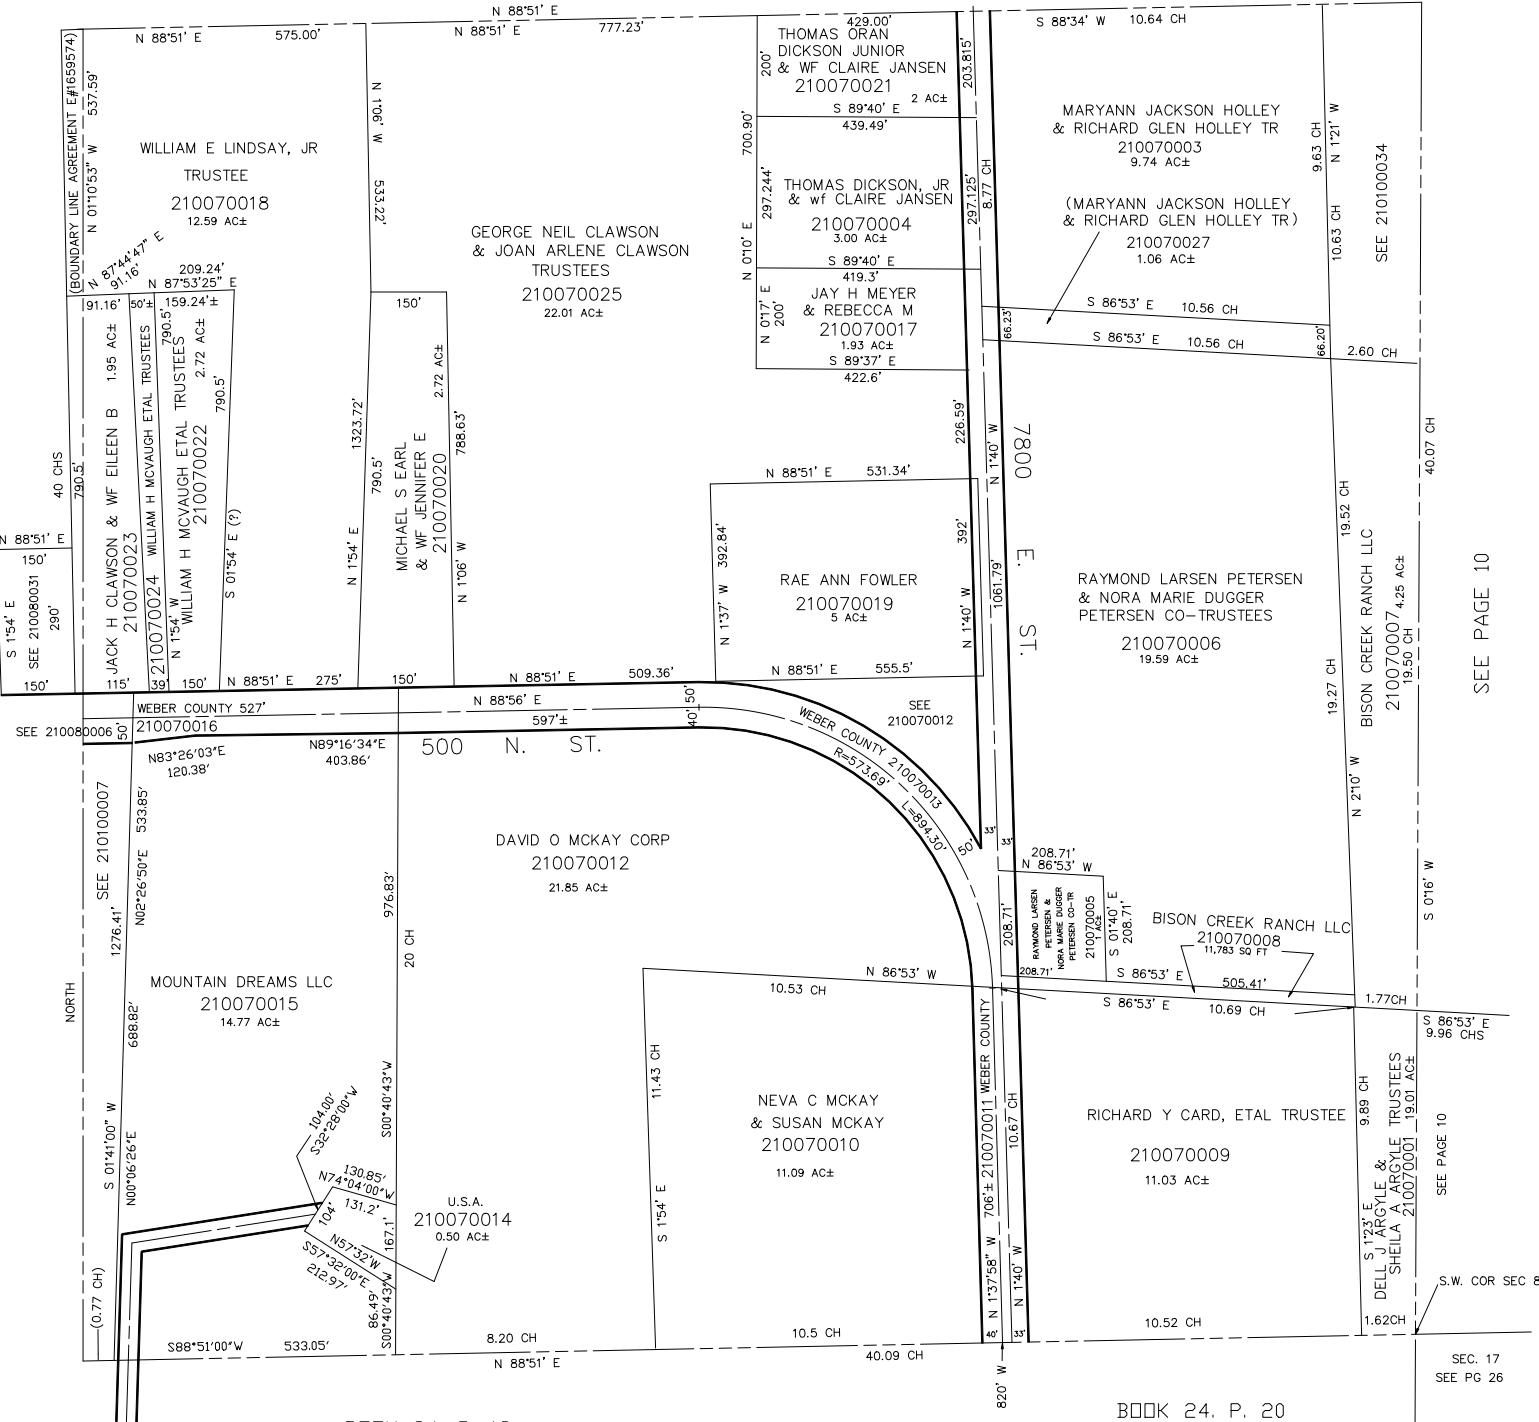 N 88°51' E
N 88°51' E
575.00'
N 88°51' E
777.23'
429.00'
S 88°34' W
10.64 CH
(BOUNDARY LINE AGREEMENT E#1659574)
537.59'
N 01°10'53" W
WILLIAM E LINDSAY, JR
TRUSTEE
210070018
12.59 AC±
N 1°06' W
533.22'
GEORGE NEIL CLAWSON
& JOAN ARLENE CLAWSON
TRUSTEES
210070025
22.01 AC±
THOMAS ORAN
DICKSON JUNIOR
& WF CLAIRE JANSEN
210070021
2 AC±
200'
203.815'
S 89°40' E
439.49'
700.90'
297.244'
N 0°10' E
THOMAS DICKSON, JR
& wf CLAIRE JANSEN
210070004
3.00 AC±
297.125'
8.77 CH
S 89°40' E
419.3'
JAY H MEYER
& REBECCA M
210070017
1.93 AC±
N 0°17' E
200'
S 89°37' E
422.6'
MARYANN JACKSON HOLLEY
& RICHARD GLEN HOLLEY TR
210070003
9.74 AC±
(MARYANN JACKSON HOLLEY
& RICHARD GLEN HOLLEY TR)
210070027
1.06 AC±
9.63 CH
N 1°21' W
10.63 CH
SEE 210100034
S 86°53' E
10.56 CH
S 86°53' E
10.56 CH
66.23'
66.20'
2.60 CH
N 87°44'47" E
91.16'
209.24'
N 87°53'25" E
91.16'
50'±
159.24'±
150'
40 CHS
790.5'
JACK H CLAWSON & WF EILEEN B
1.95 AC±
210070023
WILLIAM H MCVAUGH ETAL TRUSTEES
210070024
790.5'
N 1°54' W
WILLIAM H MCVAUGH ETAL TRUSTEES
2.72 AC±
210070022
790.5'
S 01°54' E (?)
1323.72'
N 1°54' E
790.5'
MICHAEL S EARL
& WF JENNIFER E
210070020
2.72 AC±
788.63'
N 1°06' W
226.59'
N 1°40' W
7800 E. ST.
N 88°51' E
531.34'
N 1°37' W
392.84'
RAE ANN FOWLER
210070019
5 AC±
392'
N 1°40' W
1061.79'
N 88°51' E
555.5'
RAYMOND LARSEN PETERSEN
& NORA MARIE DUGGER
PETERSEN CO-TRUSTEES
210070006
19.59 AC±
19.52 CH
19.27 CH
N 2°10' W
BISON CREEK RANCH LLC
210070007
4.25 AC±
19.50 CH
40.07 CH
S 0°16' W
SEE PAGE 10
N 88°51' E
150'
S 1°54' E
SEE 210080031
290'
150'
115'
39'
150'
N 88°51' E
275'
150'
N 88°51' E
509.36'
WEBER COUNTY 527'
210070016
SEE 210080006
50'
N 88°56' E
597'±
40'
50'
N83°26'03"E
120.38'
N89°16'34"E
403.86'
500 N. ST.
WEBER COUNTY 210070013
R=573.69'
L=894.30'
50'
SEE
210070012
33'
33'
SEE 210100007
533.85'
N02°26'50"E
1276.41'
976.83'
20 CH
DAVID O MCKAY CORP
210070012
21.85 AC±
208.71'
N 86°53' W
208.71'
RAYMOND LARSEN
PETERSEN &
NORA MARIE DUGGER
PETERSEN CO-TR
210070005
1 AC±
S 01°40' E
208.71'
208.71'
BISON CREEK RANCH LLC
210070008
11,783 SQ FT
S 86°53' E
505.41'
S 86°53' E
10.69 CH
1.77CH
S 86°53' E
9.96 CHS
NORTH
MOUNTAIN DREAMS LLC
210070015
14.77 AC±
688.82'
S 01°41'00" W
N00°06'26"E
(0.77 CH)
S00°40'43"W
104.00'
S32°28'00"W
130.85'
N74°04'00"W
131.2'
104'
N57°32'W
S57°32'00"E
212.97'
167.1'
86.49'
S00°40'43"W
U.S.A.
210070014
0.50 AC±
N 86°53' W
10.53 CH
11.43 CH
S 1°54' E
NEVA C MCKAY
& SUSAN MCKAY
210070010
11.09 AC±
WEBER COUNTY
210070011
706'±
N 1°37'58" W
10.67 CH
N 1°40' W
RICHARD Y CARD, ETAL TRUSTEE
210070009
11.03 AC±
9.89 CH
S 1°23' E
DELL J ARGYLE &
SHEILA A ARGYLE TRUSTEES
210070001
19.01 AC±
SEE PAGE 10
S.W. COR SEC 8
S88°51'00"W
533.05'
8.20 CH
10.5 CH
40'
33'
10.52 CH
1.62CH
N 88°51' E
40.09 CH
820' W
SEC. 17
SEE PG 26
BOOK 24. P. 20